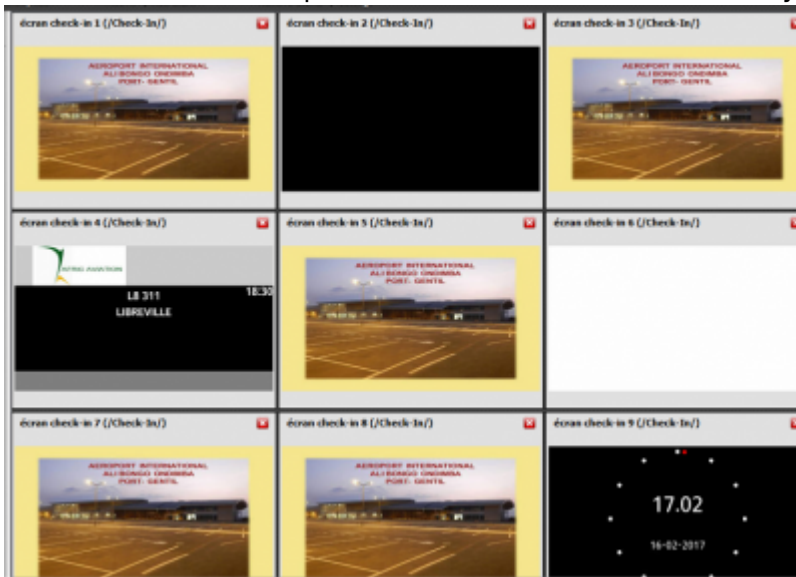 écran check-in 1 (/Check-In/)
écran check-in 2 (/Check-In/)
écran check-in 3 (/Check-In/)
AEROPORT INTERNATIONAL
ALI BONGO ONDIMBA
PORT- GENTIL
AEROPORT INTERNATIONAL
ALI BONGO ONDIMBA
PORT- GENTIL
écran check-in 4 (/Check-In/)
écran check-in 5 (/Check-In/)
écran check-in 6 (/Check-In/)
AVIATION
L8 311
18:30
LIBREVILLE
AEROPORT INTERNATIONAL
ALI BONGO ONDIMBA
PORT- GENTIL
écran check-in 7 (/Check-In/)
écran check-in 8 (/Check-In/)
écran check-in 9 (/Check-In/)
AEROPORT INTERNATIONAL
ALI BONGO ONDIMBA
PORT- GENTIL
AEROPORT INTERNATIONAL
ALI BONGO ONDIMBA
PORT- GENTIL
17.02
16-02-2017